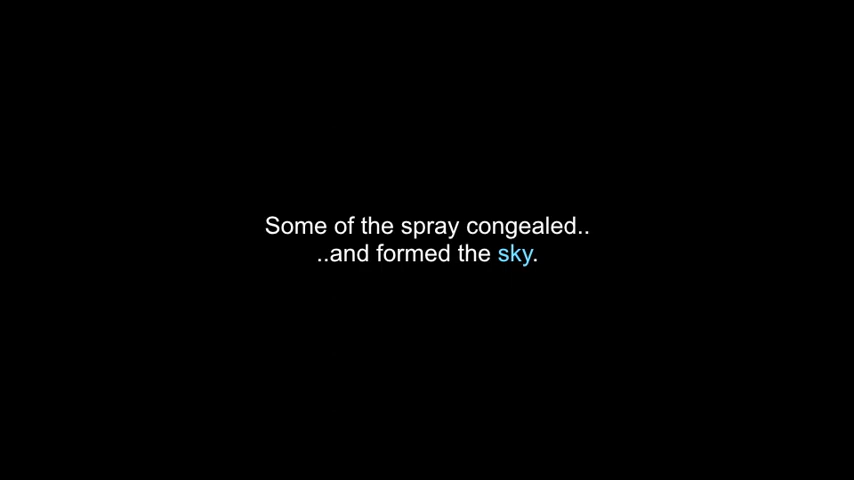 Some of the spray congealed..
..and formed the sky.